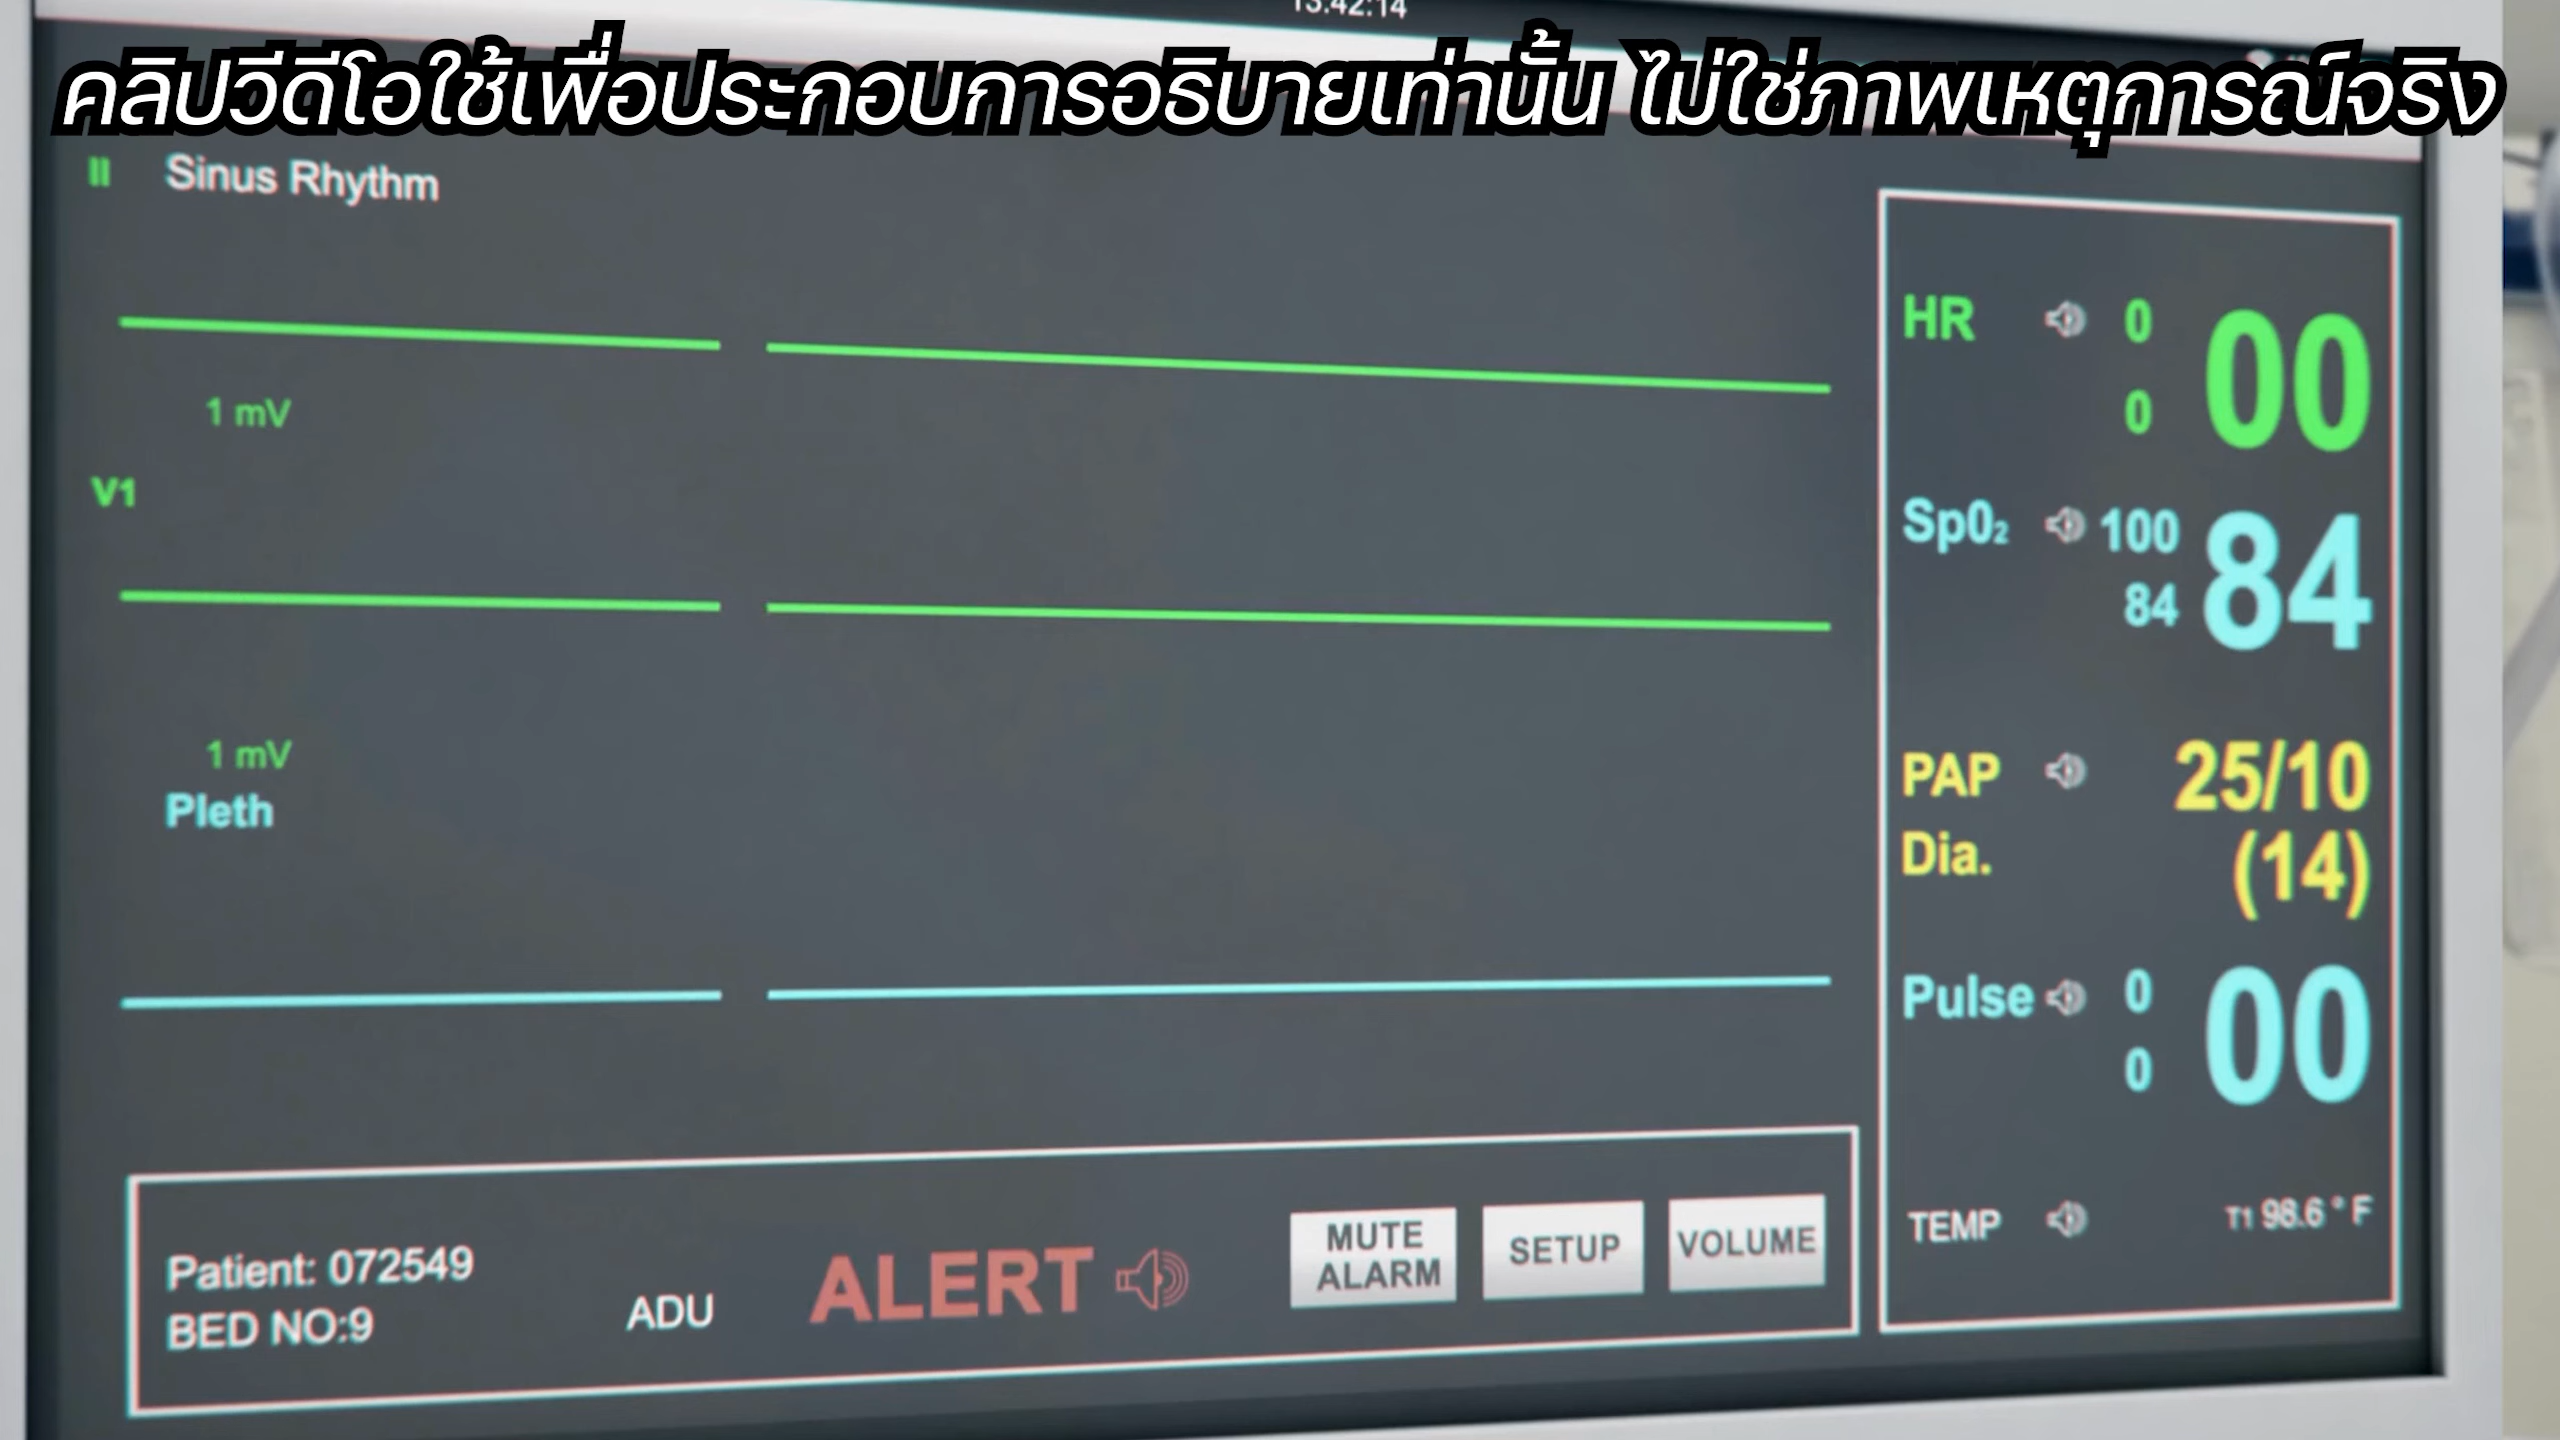 13:42:14
คลิปวีดีโอใช้เพื่อประกอบการอธิบายเท่านั้น ไม่ใช่ภาพเหตุการณ์จริง
II Sinus Rhythm
1 mV
V1
1 mV
Pleth
HR 0 00
0
SpO₂ 100 84
84
PAP 25/10
Dia. (14)
Pulse 0 00
0
TEMP T1 98.6 ° F
Patient: 072549
BED NO:9
ADU
ALERT
MUTE
ALARM
SETUP
VOLUME